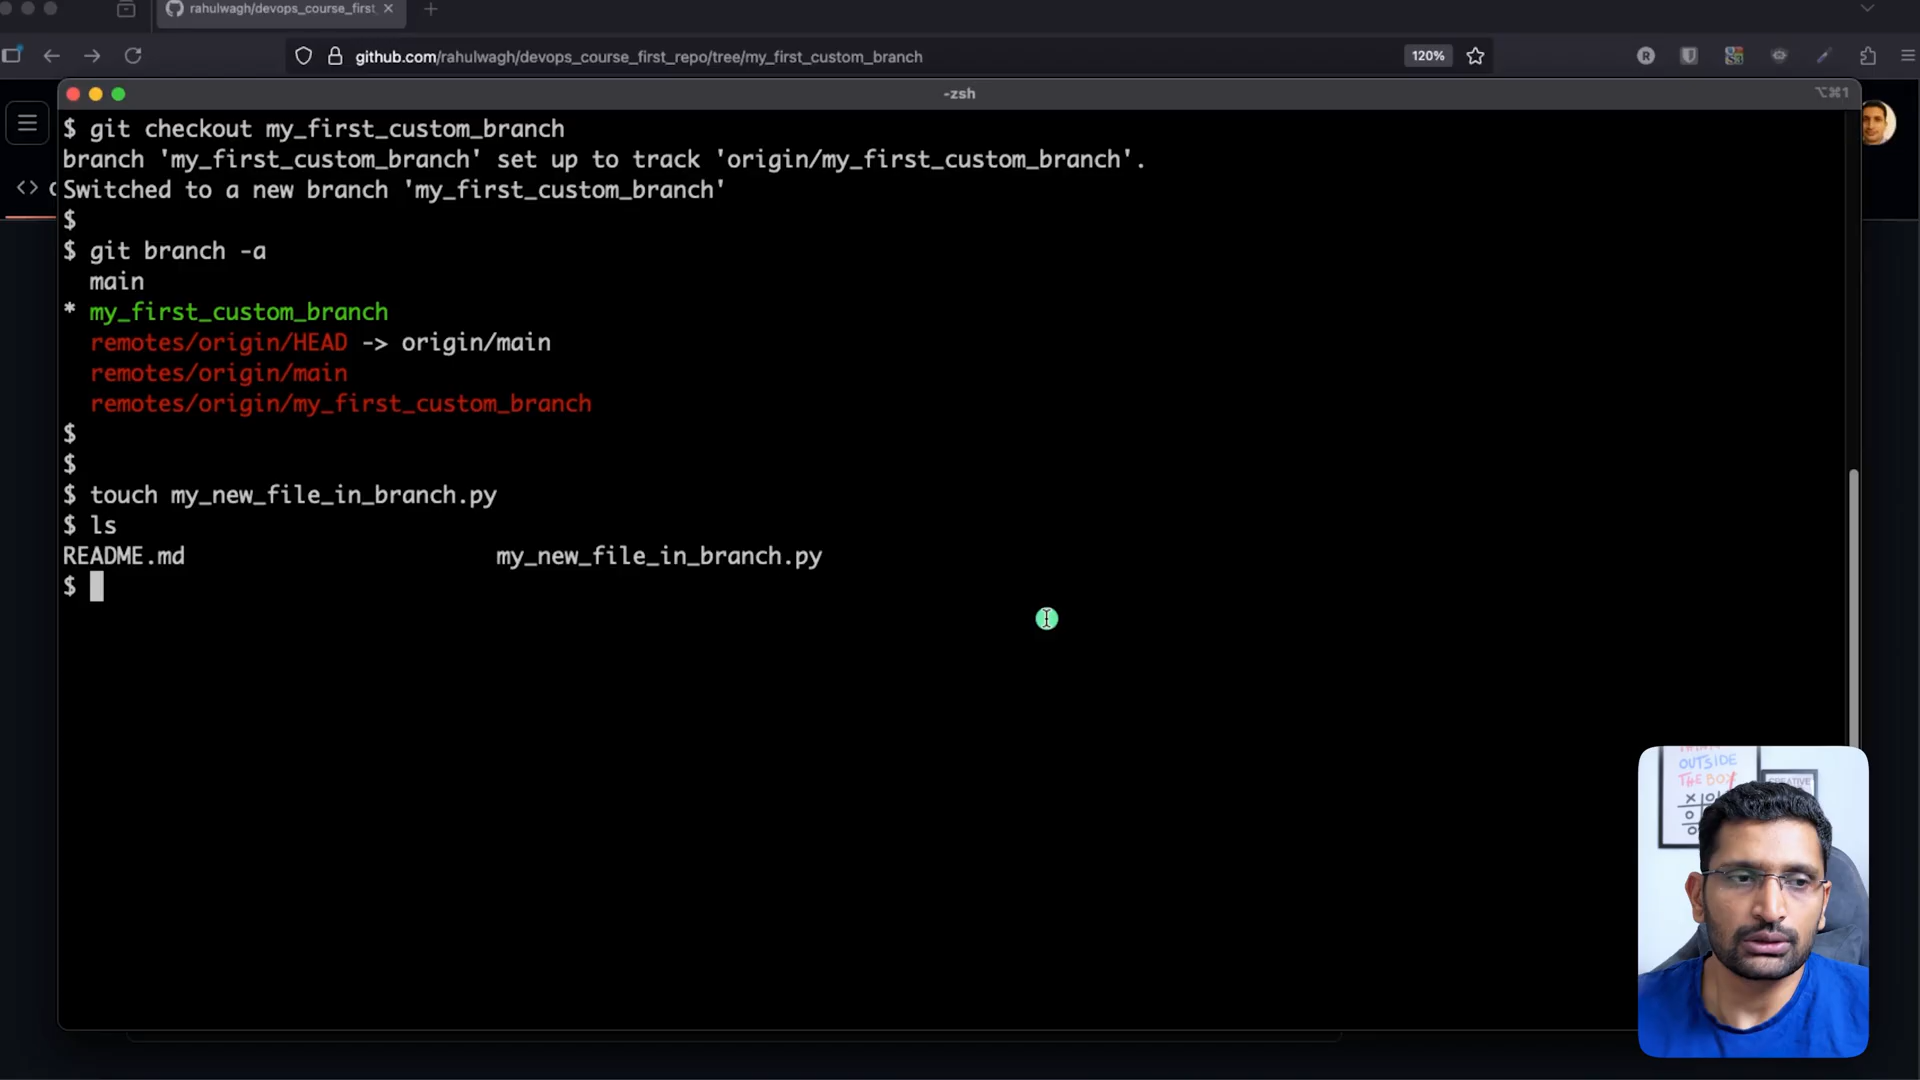 rahulwagh/devops_course_first
github.com/rahulwagh/devops_course_first_repo/tree/my_first_custom_branch
120%
R
-zsh
⌥⌘1
$ git checkout my_first_custom_branch
branch 'my_first_custom_branch' set up to track 'origin/my_first_custom_branch'.
Switched to a new branch 'my_first_custom_branch'
$
$ git branch -a
main
* my_first_custom_branch
remotes/origin/HEAD -> origin/main
remotes/origin/main
remotes/origin/my_first_custom_branch
$
$
$ touch my_new_file_in_branch.py
$ ls
README.md my_new_file_in_branch.py
$
OUTSIDE
THE BOX
CREATIVE